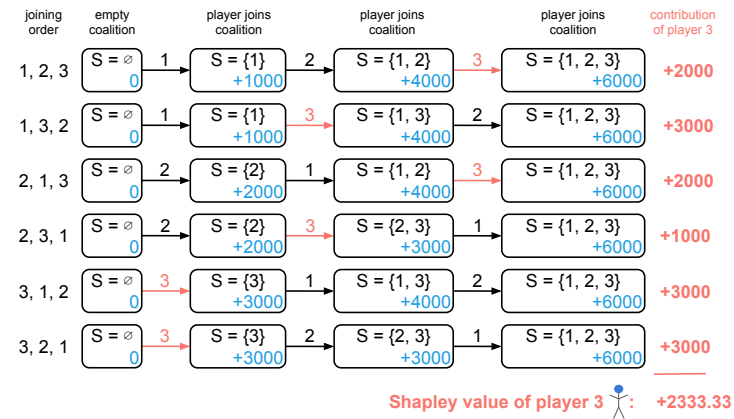 joining order empty coalition player joins coalition player joins coalition player joins coalition contribution of player 3
1, 2, 3 S = ∅ 0 1 S = {1} +1000 2 S = {1, 2} +4000 3 S = {1, 2, 3} +6000 +2000
1, 3, 2 S = ∅ 0 1 S = {1} +1000 3 S = {1, 3} +4000 2 S = {1, 2, 3} +6000 +3000
2, 1, 3 S = ∅ 0 2 S = {2} +2000 1 S = {1, 2} +4000 3 S = {1, 2, 3} +6000 +2000
2, 3, 1 S = ∅ 0 2 S = {2} +2000 3 S = {2, 3} +3000 1 S = {1, 2, 3} +6000 +1000
3, 1, 2 S = ∅ 0 3 S = {3} +3000 1 S = {1, 3} +4000 2 S = {1, 2, 3} +6000 +3000
3, 2, 1 S = ∅ 0 3 S = {3} +3000 2 S = {2, 3} +3000 1 S = {1, 2, 3} +6000 +3000
Shapley value of player 3 : +2333.33